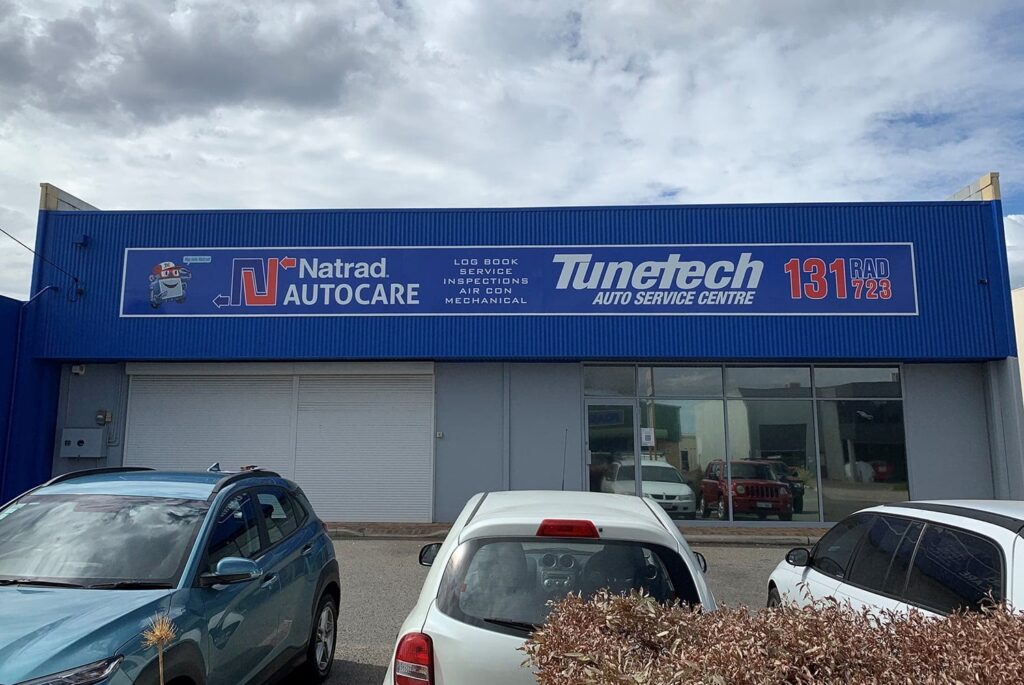 Natrad
AUTOCARE
LOG BOOK
SERVICE
INSPECTIONS
AIR CON
MECHANICAL
Tunetech
AUTO SERVICE CENTRE
131
RAD
723